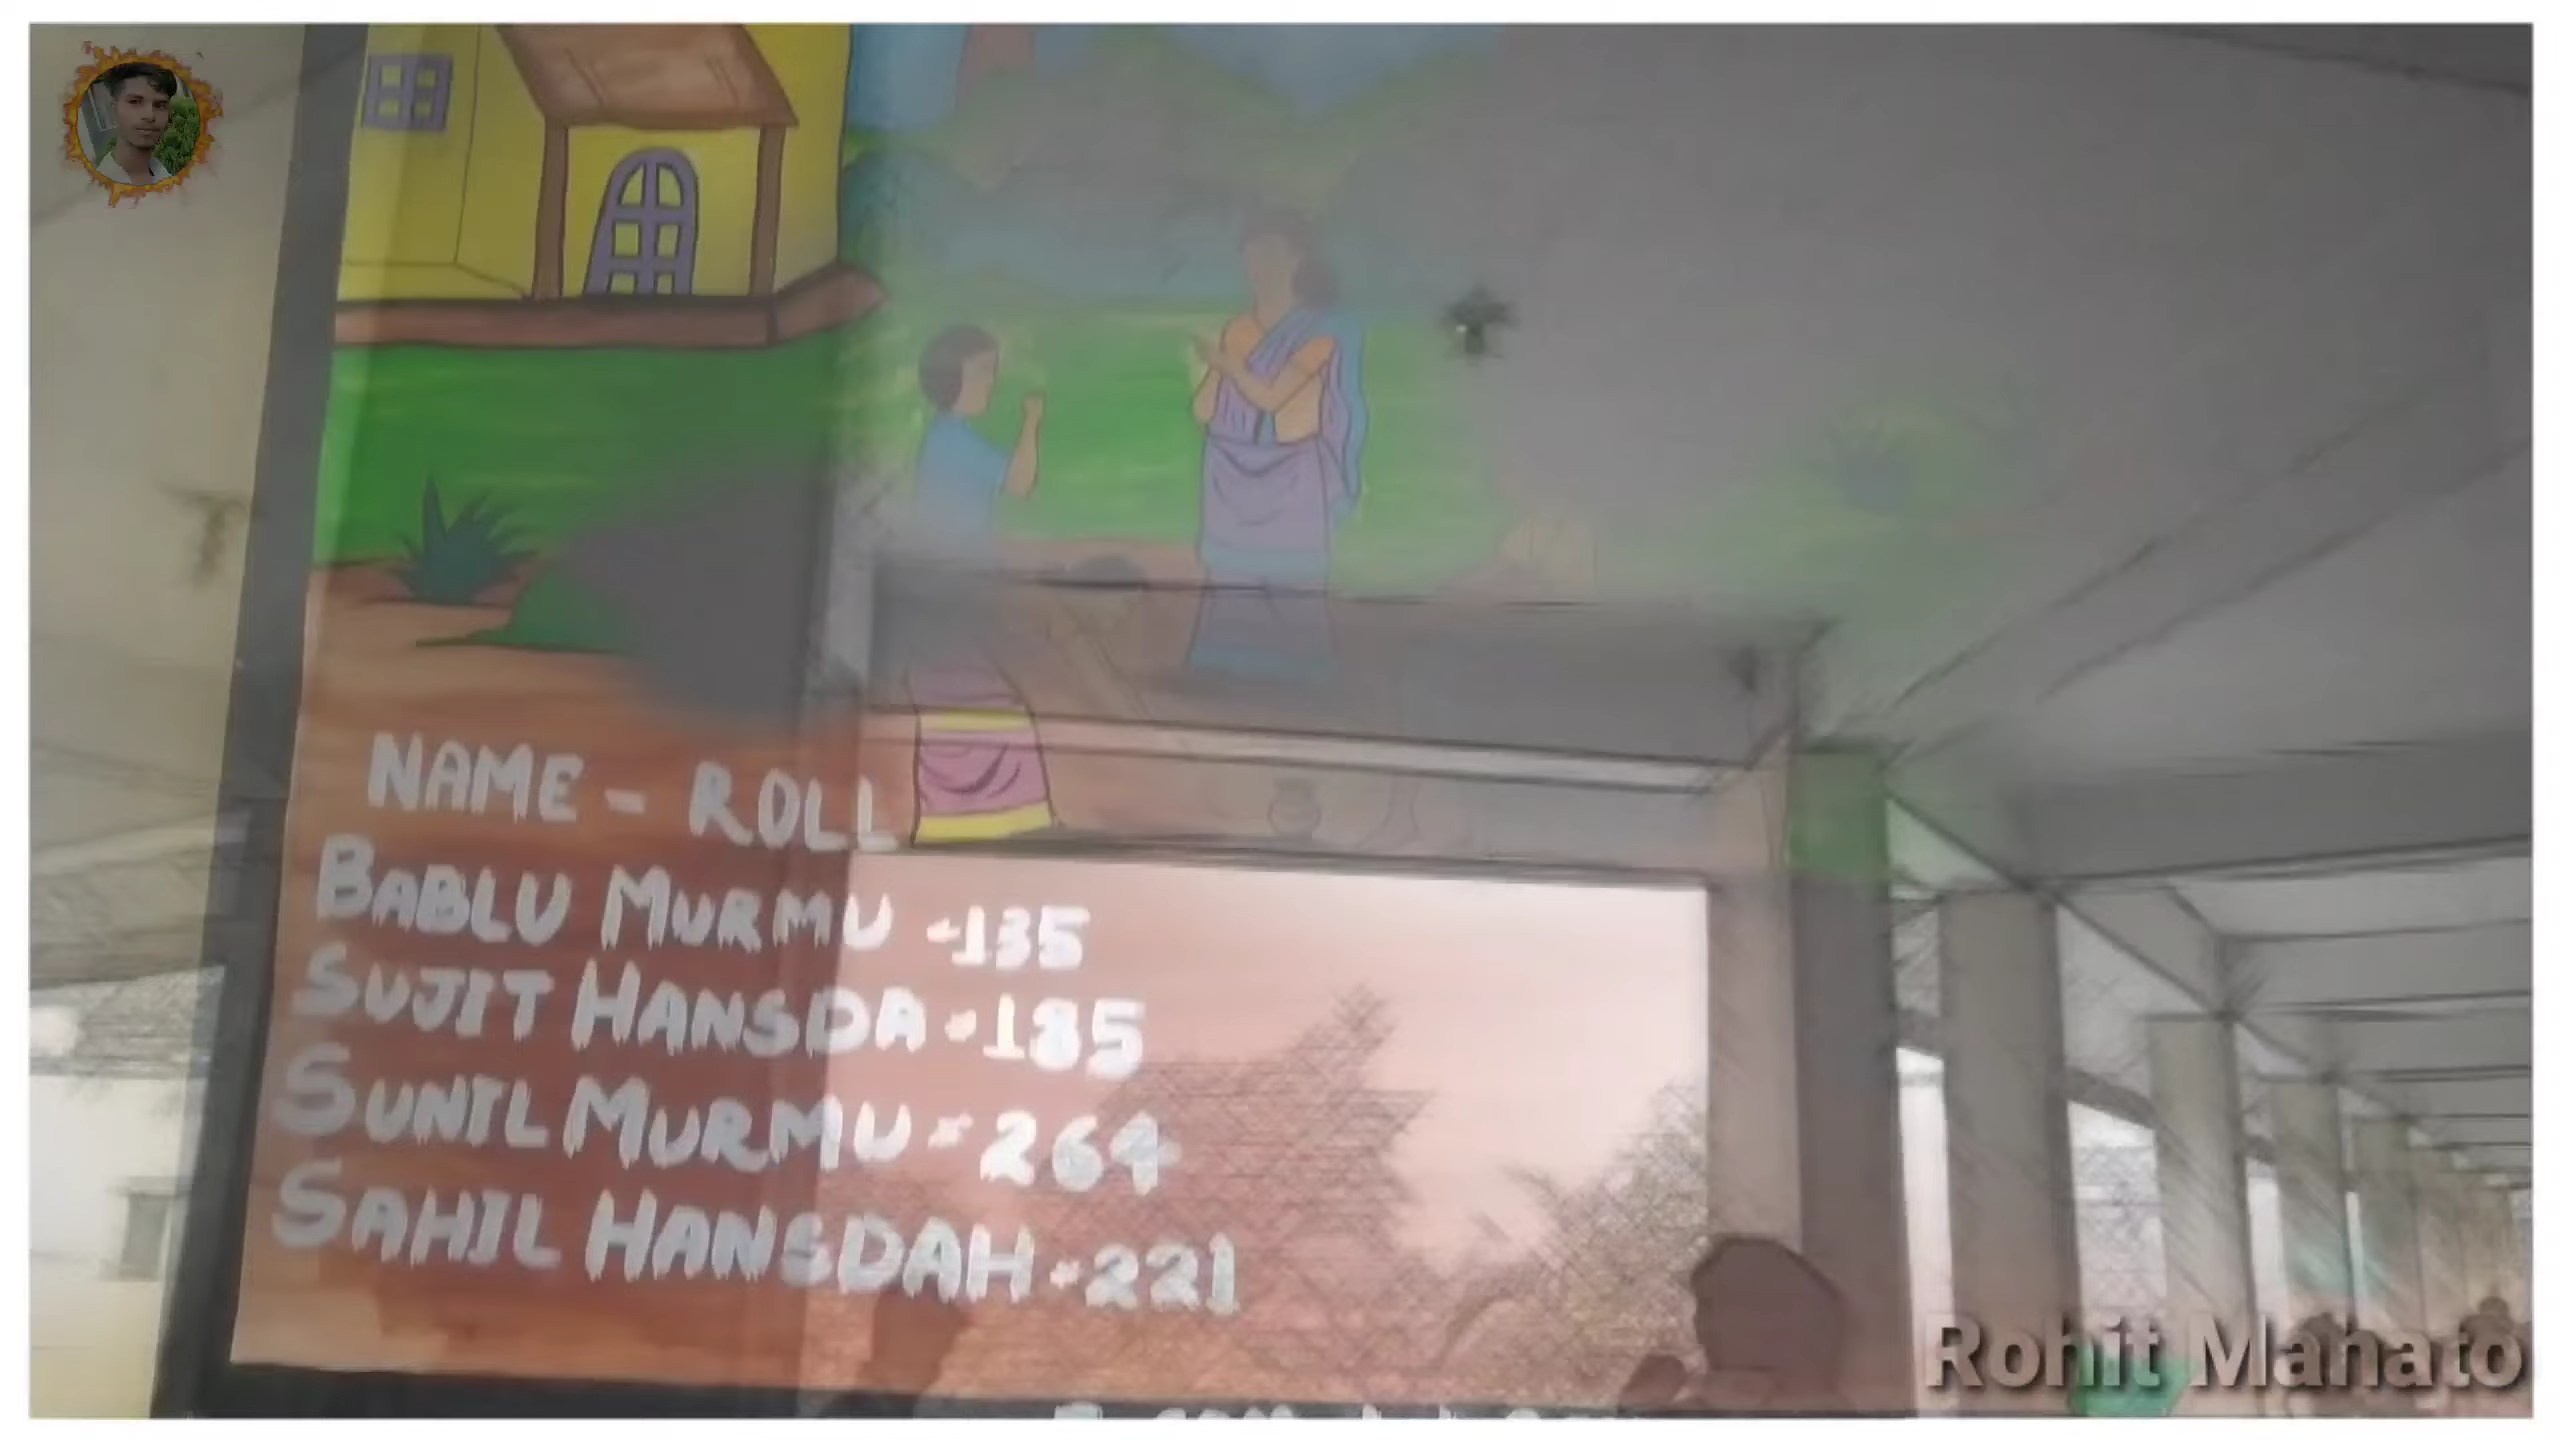 NAME - ROLL
BABLU MURMU - 135
SUJIT HANSDA - 185
SUNIL MURMU - 264
SAHIL HANSDAH - 221
Rohit Mahato